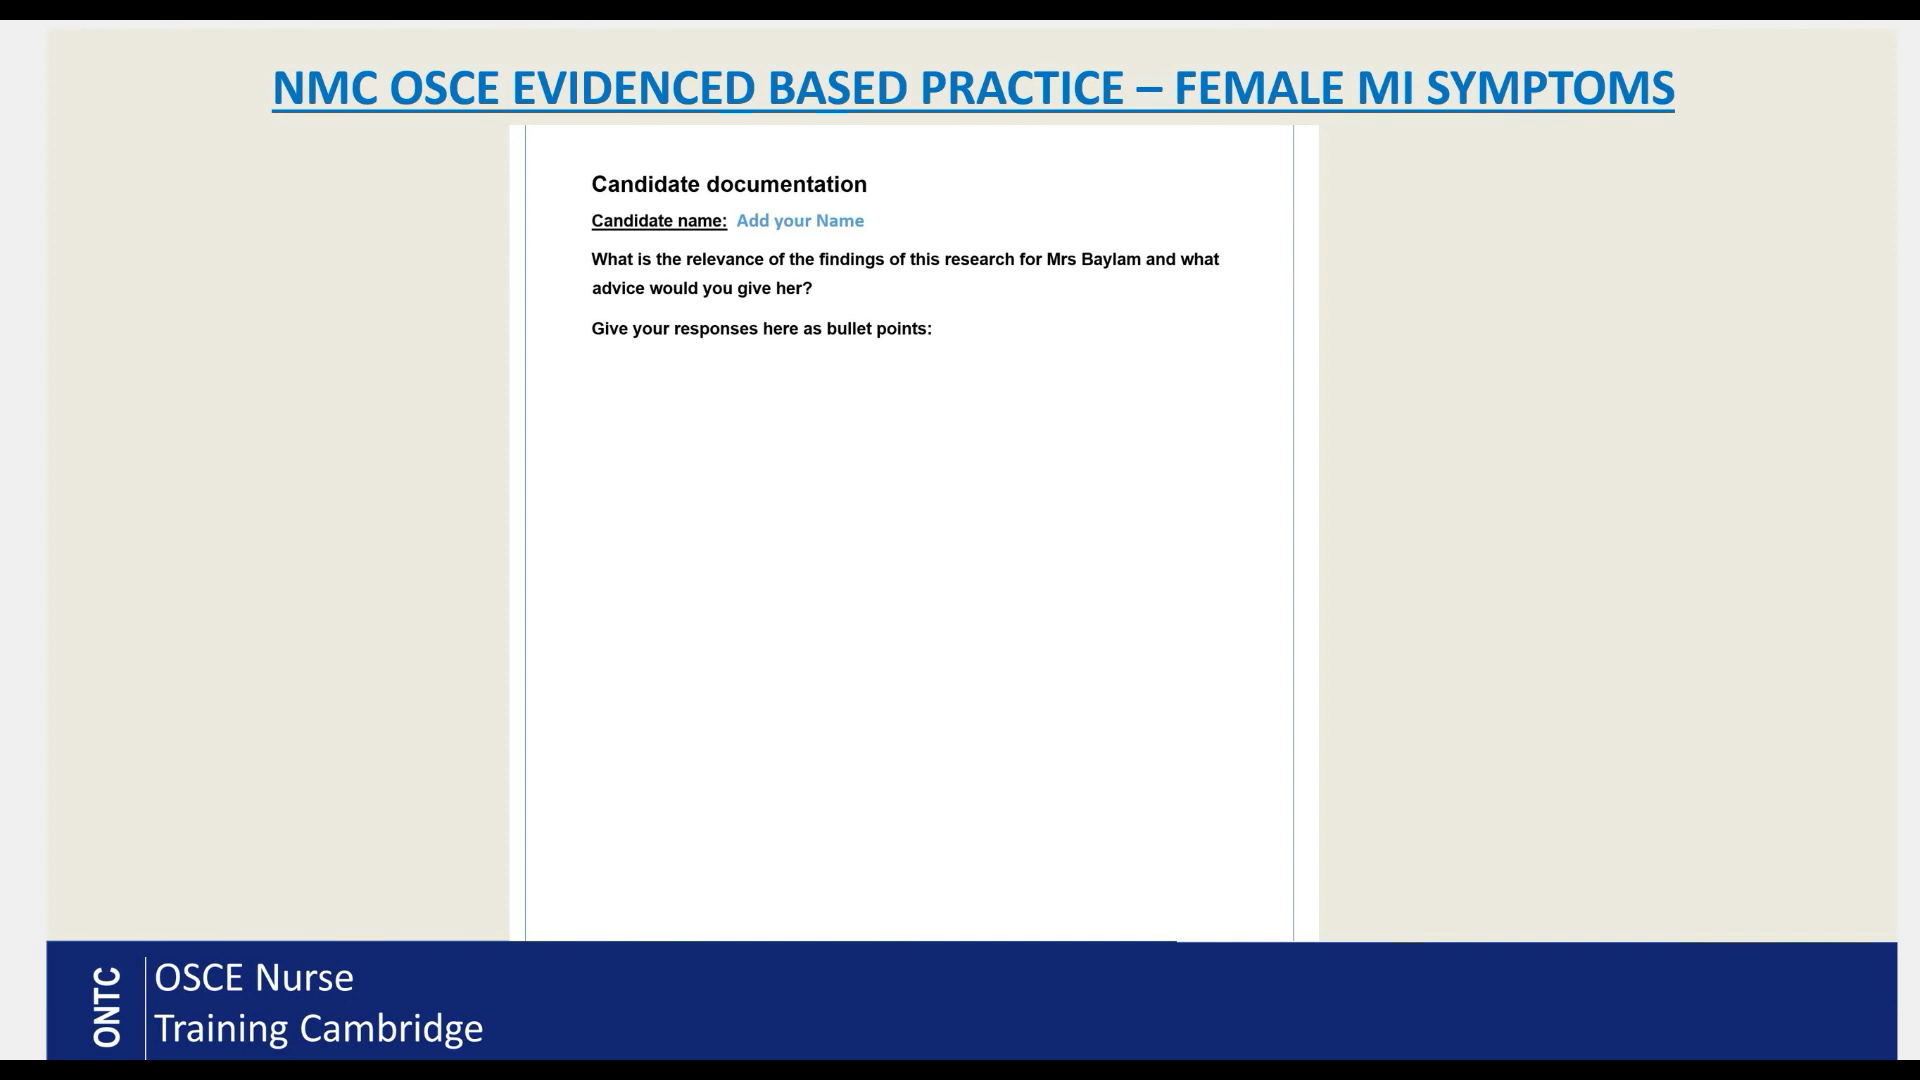 NMC OSCE EVIDENCED BASED PRACTICE – FEMALE MI SYMPTOMS
Candidate documentation
Candidate name: Add your Name
What is the relevance of the findings of this research for Mrs Baylam and what
advice would you give her?
Give your responses here as bullet points:
ONTC
OSCE Nurse
Training Cambridge